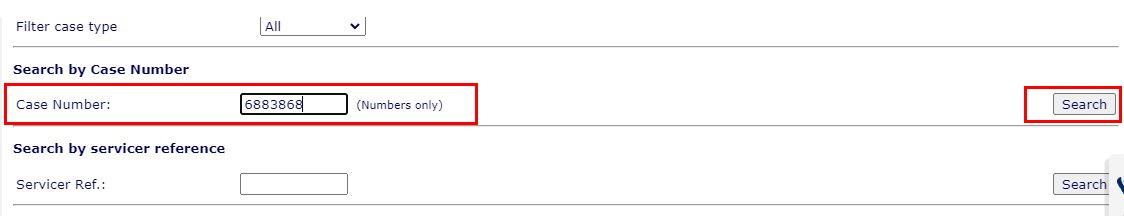 Filter case type All
Search by Case Number
Case Number: 6883868 (Numbers only) Search
Search by servicer reference
Servicer Ref.: Search